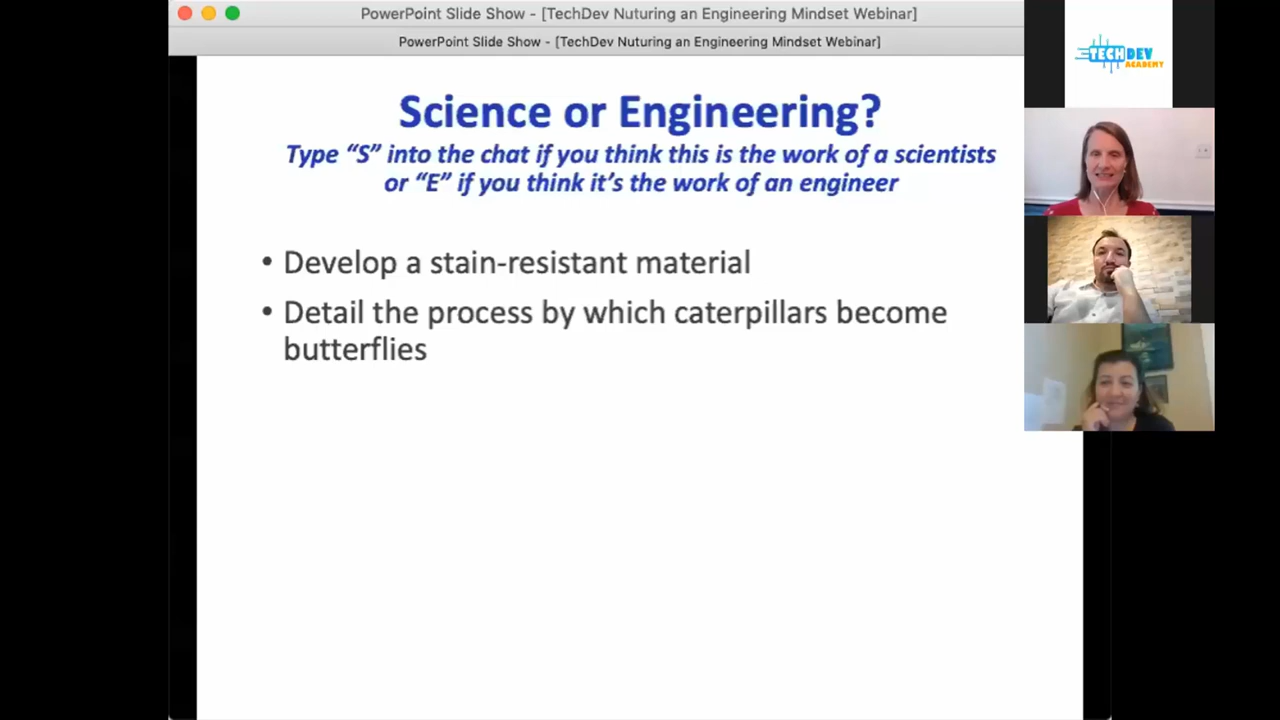 PowerPoint Slide Show - [TechDev Nuturing an Engineering Mindset Webinar]
PowerPoint Slide Show - [TechDev Nuturing an Engineering Mindset Webinar]
Science or Engineering?
Type “S” into the chat if you think this is the work of a scientists
or “E” if you think it’s the work of an engineer
• Develop a stain-resistant material
• Detail the process by which caterpillars become
butterflies
TECHDEV
ACADEMY